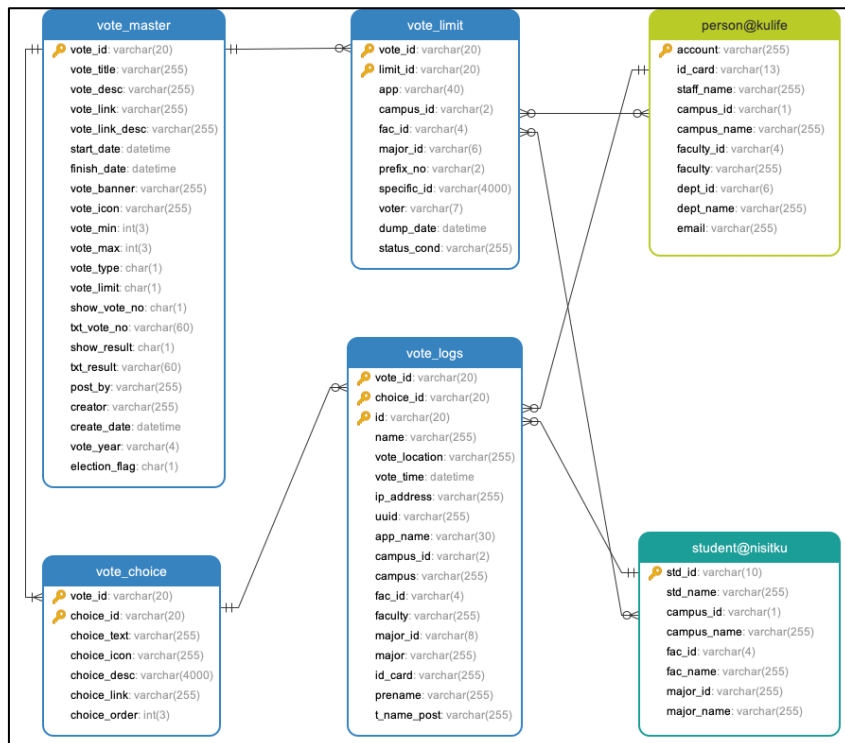 vote_master
vote_id: varchar(20)
vote_title: varchar(255)
vote_desc: varchar(255)
vote_link: varchar(255)
vote_link_desc: varchar(255)
start_date: datetime
finish_date: datetime
vote_banner: varchar(255)
vote_icon: varchar(255)
vote_min: int(3)
vote_max: int(3)
vote_type: char(1)
vote_limit: char(1)
show_vote_no: char(1)
txt_vote_no: varchar(60)
show_result: char(1)
txt_result: varchar(60)
post_by: varchar(255)
creator: varchar(255)
create_date: datetime
vote_year: varchar(4)
election_flag: char(1)
vote_limit
vote_id: varchar(20)
limit_id: varchar(20)
app: varchar(40)
campus_id: varchar(2)
fac_id: varchar(4)
major_id: varchar(6)
prefix_no: varchar(2)
specific_id: varchar(4000)
voter: varchar(7)
dump_date: datetime
status_cond: varchar(255)
person@kulife
account: varchar(255)
id_card: varchar(13)
staff_name: varchar(255)
campus_id: varchar(1)
campus_name: varchar(255)
faculty_id: varchar(4)
faculty: varchar(255)
dept_id: varchar(6)
dept_name: varchar(255)
email: varchar(255)
vote_logs
vote_id: varchar(20)
choice_id: varchar(20)
id: varchar(20)
name: varchar(255)
vote_location: varchar(255)
vote_time: datetime
ip_address: varchar(255)
uuid: varchar(255)
app_name: varchar(30)
campus_id: varchar(2)
campus: varchar(255)
fac_id: varchar(4)
faculty: varchar(255)
major_id: varchar(8)
major: varchar(255)
id_card: varchar(255)
prename: varchar(255)
t_name_post: varchar(255)
vote_choice
vote_id: varchar(20)
choice_id: varchar(20)
choice_text: varchar(255)
choice_icon: varchar(255)
choice_desc: varchar(4000)
choice_link: varchar(255)
choice_order: int(3)
student@nisitku
std_id: varchar(10)
std_name: varchar(255)
campus_id: varchar(1)
campus_name: varchar(255)
fac_id: varchar(4)
fac_name: varchar(255)
major_id: varchar(255)
major_name: varchar(255)